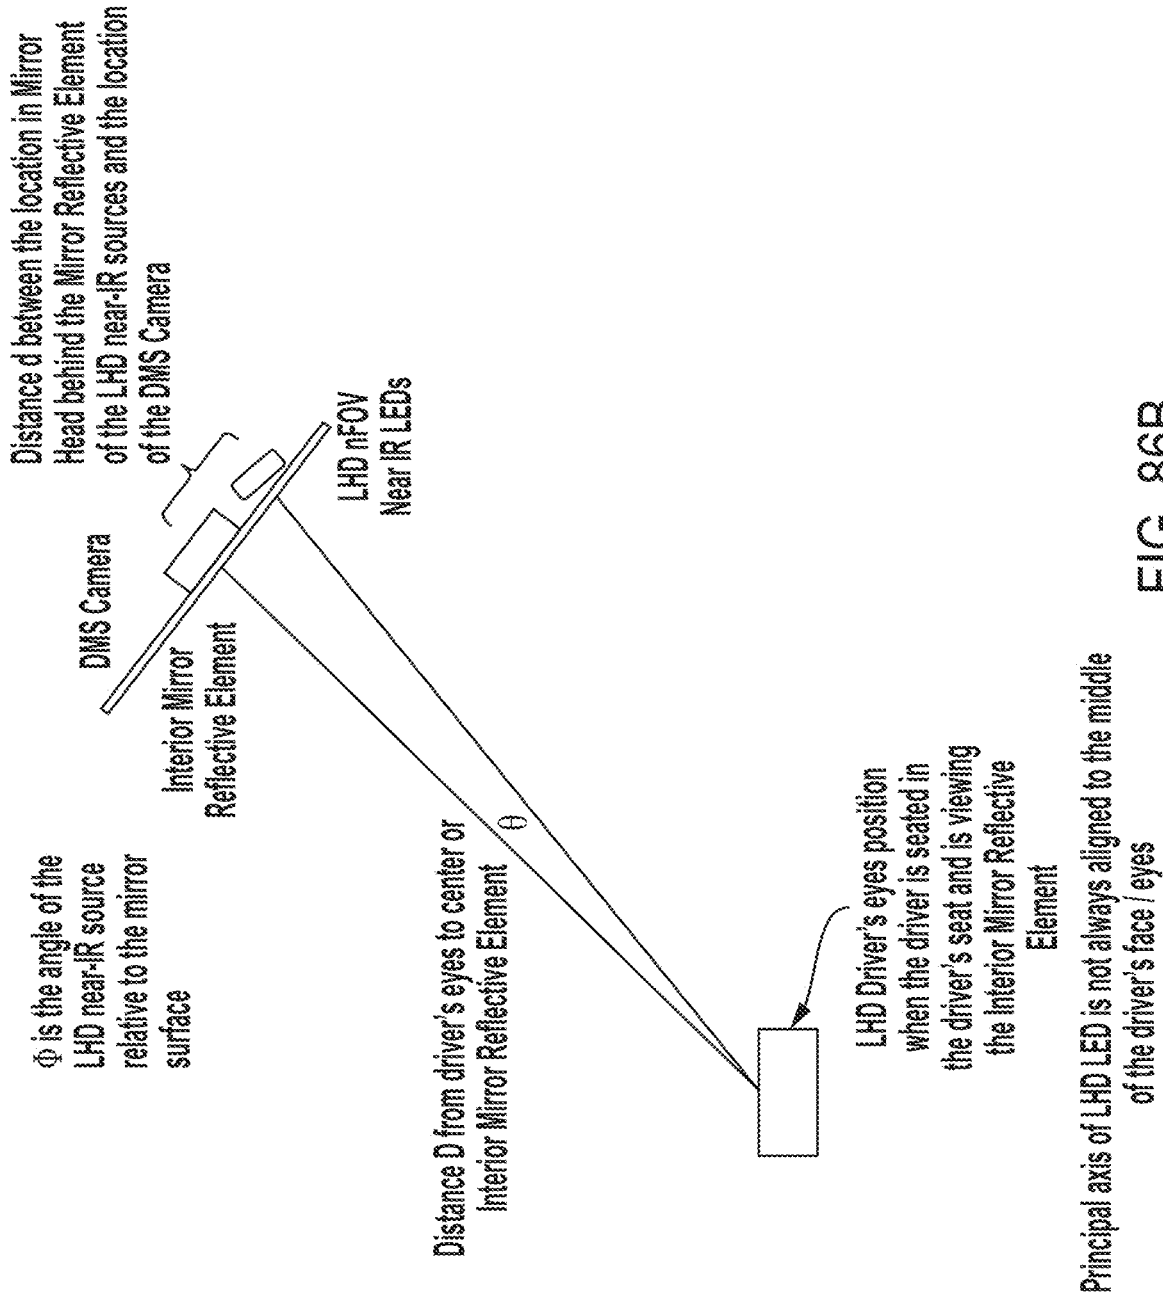 Φ is the angle of the
LHD near-IR source
relative to the mirror
surface
DMS Camera
Distance d between the location in Mirror
Head behind the Mirror Reflective Element
of the LHD near-IR sources and the location
of the DMS Camera
Interior Mirror
Reflective Element
LHD nFOV
Near IR LEDs
Distance D from driver's eyes to center or
Interior Mirror Reflective Element
θ
LHD Driver's eyes position
when the driver is seated in
the driver's seat and is viewing
the Interior Mirror Reflective
Element
Principal axis of LHD LED is not always aligned to the middle
of the driver's face / eyes
FIG. 86B